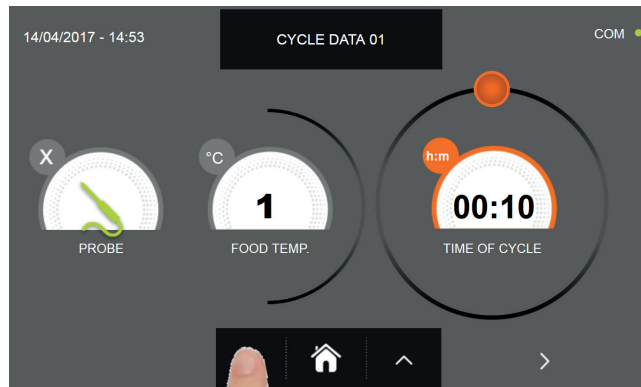 14/04/2017 - 14:53
CYCLE DATA 01
COM
X
°C
h:m
1
00:10
PROBE
FOOD TEMP.
TIME OF CYCLE